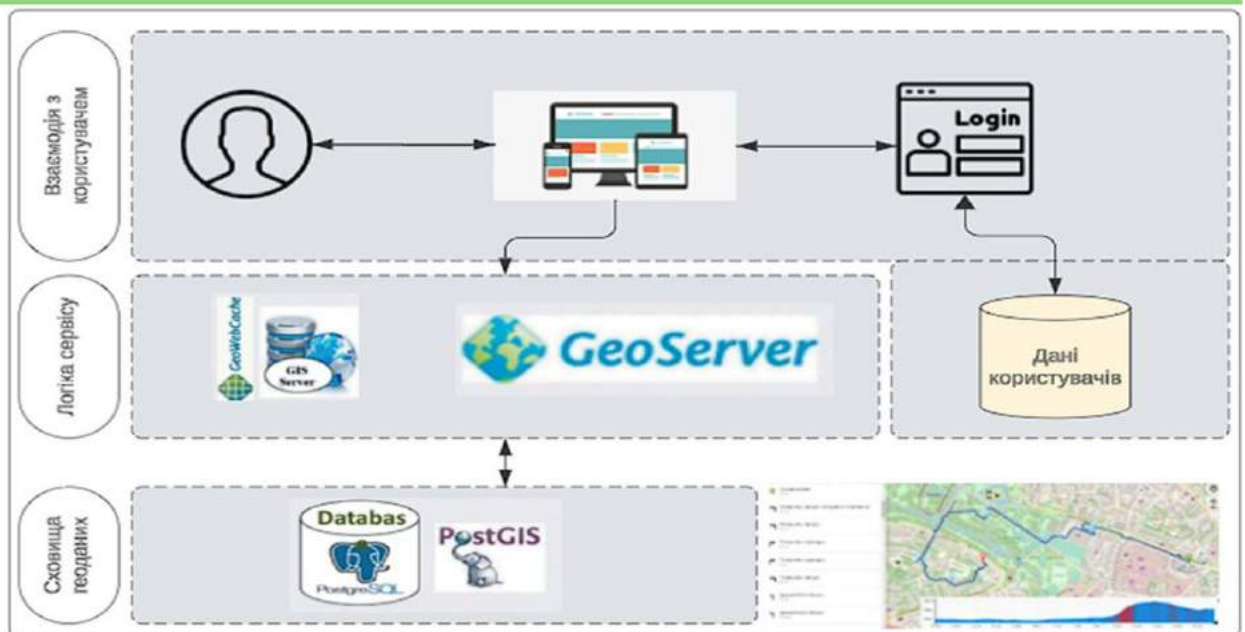 Взаємодія з
користувачем
Login
Логіка сервісу
GeoWebCache
GIS
Server
GeoServer
Дані
користувачів
Сховища
геоданих
Databas
PostgreSQL
PostGIS